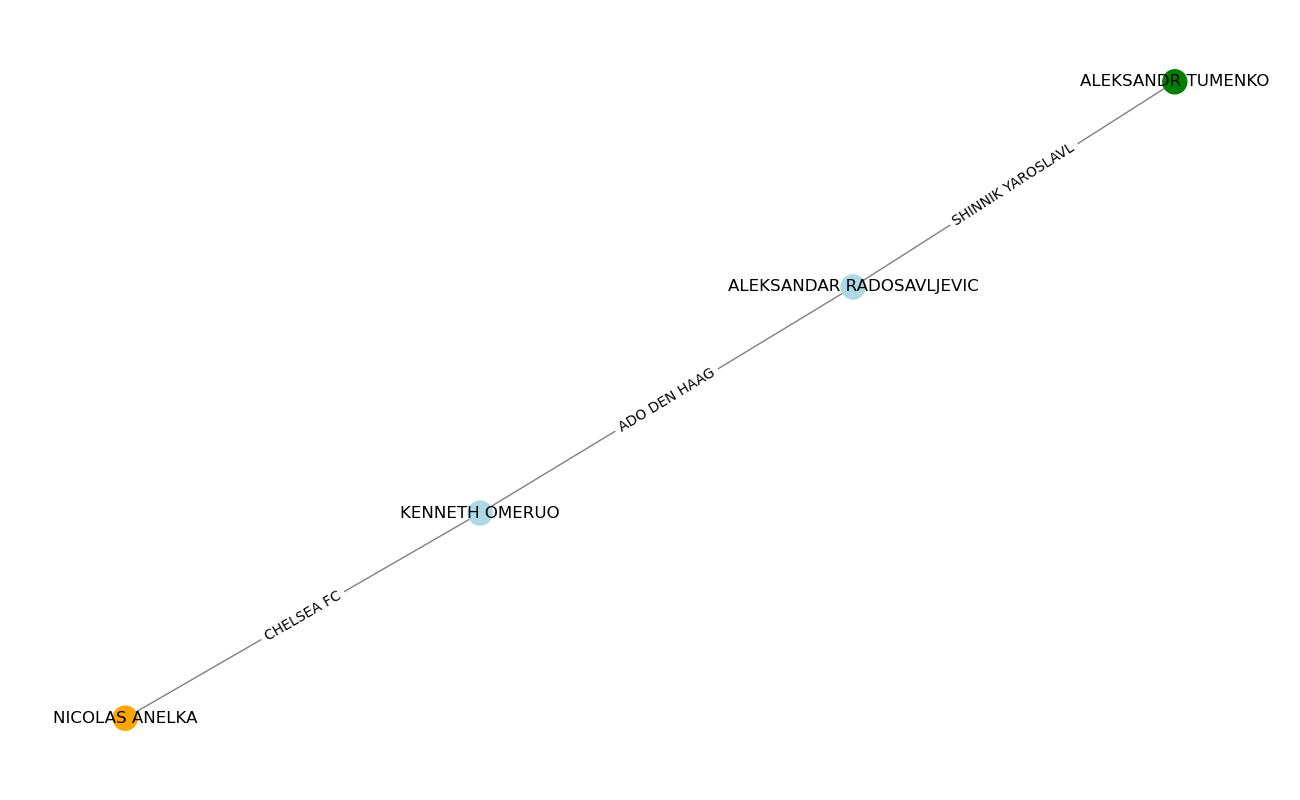 ALEKSANDR TUMENKO
SHINNIK YAROSLAVL
ALEKSANDAR RADOSAVLJEVIC
ADO DEN HAAG
KENNETH OMERUO
CHELSEA FC
NICOLAS ANELKA